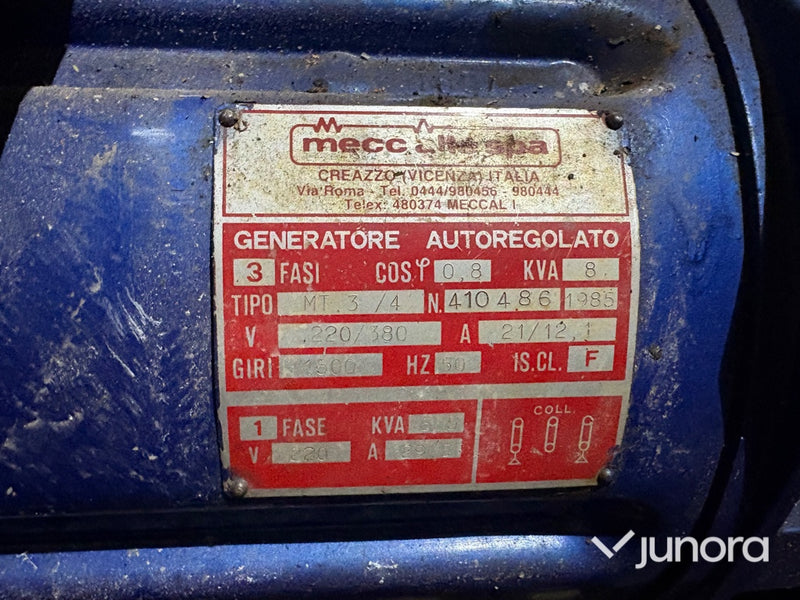 mecc alte spa
CREAZZO (VICENZA) ITALIA
Via Roma - Tel. 0444/980456 - 980444
Telex: 480374 MECCAL I
GENERATORE AUTOREGOLATO
3 FASI COS φ 0,8 KVA 8
TIPO MT 3 /4 N. 410486 1985
V. 220/380 A 21/12,1
GIRI 1500 HZ 50 IS.CL. F
1 FASE KVA
V 220 A
COLL.
junora